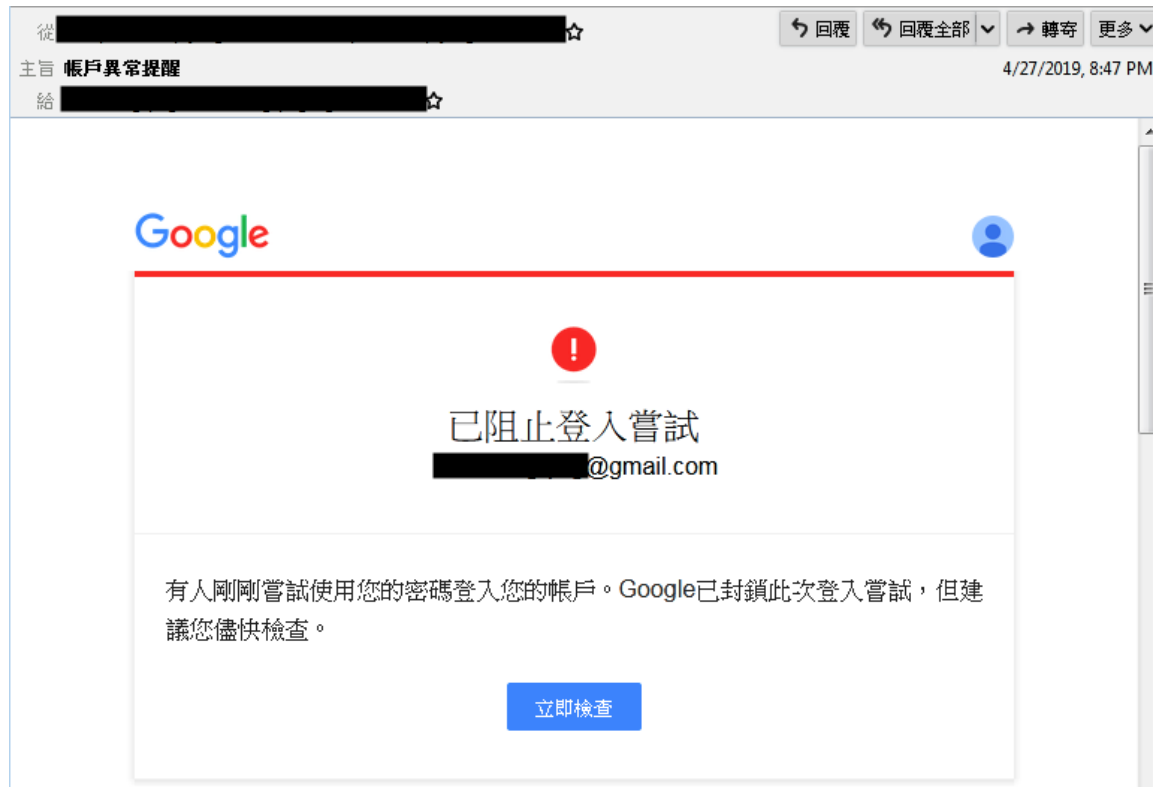 從
回覆 回覆全部 轉寄 更多
主旨 帳戶異常提醒 4/27/2019, 8:47 PM
給
Google
已阻止登入嘗試
@gmail.com
有人剛剛嘗試使用您的密碼登入您的帳戶。Google已封鎖此次登入嘗試，但建
議您儘快檢查。
立即檢查